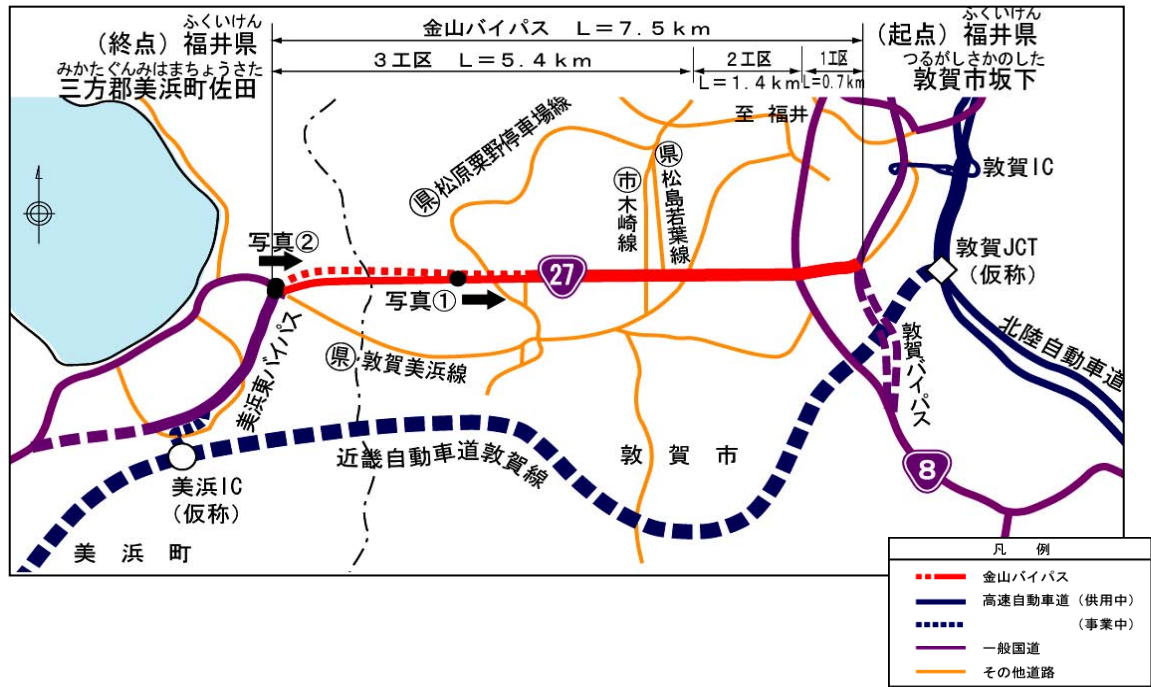 金山バイパス L=7.5km
3工区 L=5.4km
2工区
L=1.4km
1工区
L=0.7km
ふくいけん
(終点)福井県
みかたぐんみはまちょうさた
三方郡美浜町佐田
ふくいけん
(起点)福井県
つるがしさかのした
敦賀市坂下
至 福井
県松原粟野停車場線
市木崎線
県松島若葉線
敦賀IC
敦賀JCT
(仮称)
写真②
写真①
27
県敦賀美浜線
美浜東バイパス
敦賀バイパス
北陸自動車道
近畿自動車道敦賀線
敦賀市
8
美浜IC
(仮称)
美浜町
凡 例
金山バイパス
高速自動車道(供用中)
(事業中)
一般国道
その他道路